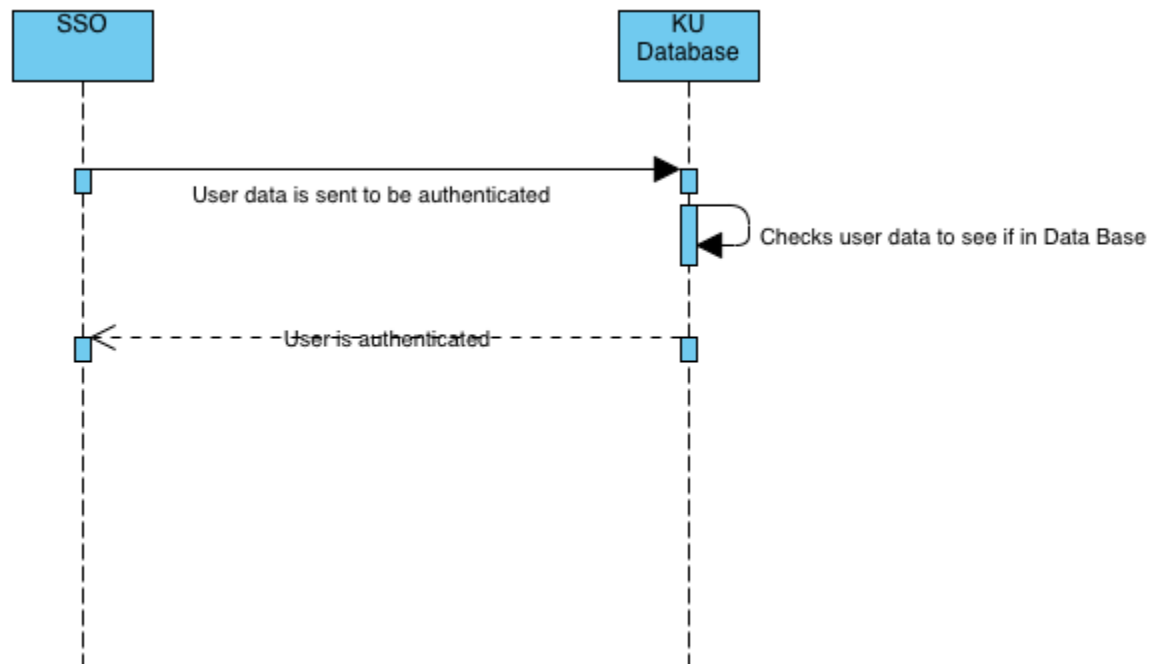 SSO
KU
Database
User data is sent to be authenticated
Checks user data to see if in Data Base
User is authenticated